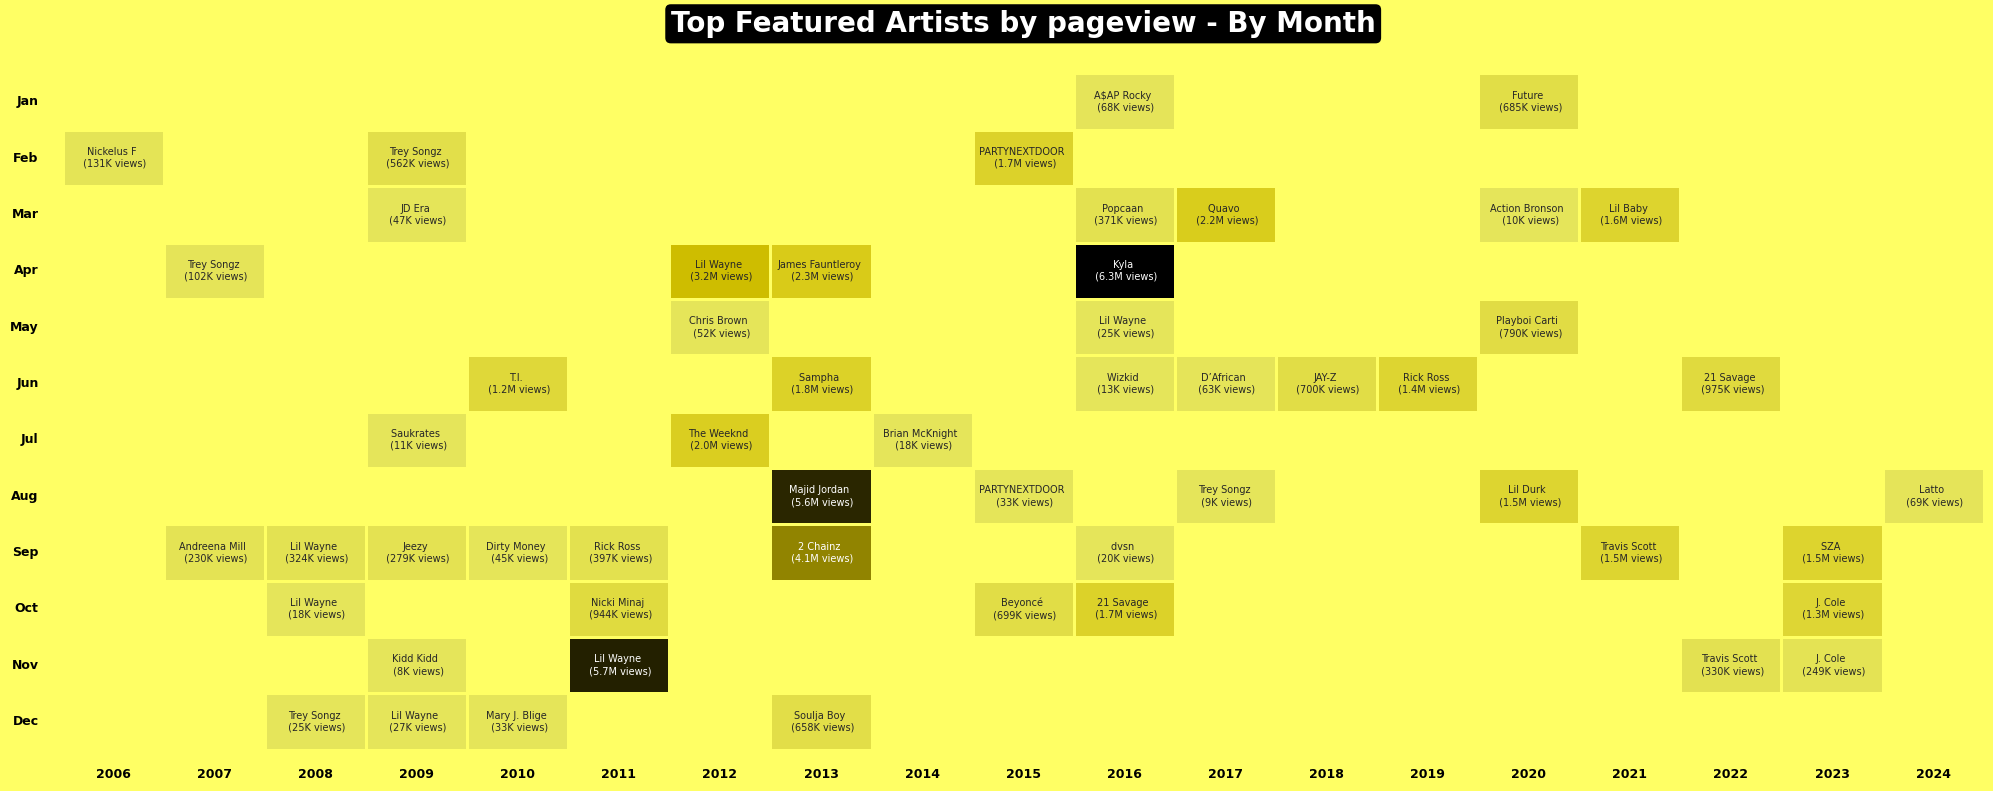 Top Featured Artists by pageview - By Month
Jan
A$AP Rocky
(68K views)
Future
(685K views)
Feb
Nickelus F
(131K views)
Trey Songz
(562K views)
PARTYNEXTDOOR
(1.7M views)
Mar
JD Era
(47K views)
Popcaan
(371K views)
Quavo
(2.2M views)
Action Bronson
(10K views)
Lil Baby
(1.6M views)
Apr
Trey Songz
(102K views)
Lil Wayne
(3.2M views)
James Fauntleroy
(2.3M views)
Kyla
(6.3M views)
May
Chris Brown
(52K views)
Lil Wayne
(25K views)
Playboi Carti
(790K views)
Jun
T.I.
(1.2M views)
Sampha
(1.8M views)
Wizkid
(13K views)
D’African
(63K views)
JAY-Z
(700K views)
Rick Ross
(1.4M views)
21 Savage
(975K views)
Jul
Saukrates
(11K views)
The Weeknd
(2.0M views)
Brian McKnight
(18K views)
Aug
Majid Jordan
(5.6M views)
PARTYNEXTDOOR
(33K views)
Trey Songz
(9K views)
Lil Durk
(1.5M views)
Latto
(69K views)
Sep
Andreena Mill
(230K views)
Lil Wayne
(324K views)
Jeezy
(279K views)
Dirty Money
(45K views)
Rick Ross
(397K views)
2 Chainz
(4.1M views)
dvsn
(20K views)
Travis Scott
(1.5M views)
SZA
(1.5M views)
Oct
Lil Wayne
(18K views)
Nicki Minaj
(944K views)
Beyoncé
(699K views)
21 Savage
(1.7M views)
J. Cole
(1.3M views)
Nov
Kidd Kidd
(8K views)
Lil Wayne
(5.7M views)
Travis Scott
(330K views)
J. Cole
(249K views)
Dec
Trey Songz
(25K views)
Lil Wayne
(27K views)
Mary J. Blige
(33K views)
Soulja Boy
(658K views)
2006 2007 2008 2009 2010 2011 2012 2013 2014 2015 2016 2017 2018 2019 2020 2021 2022 2023 2024